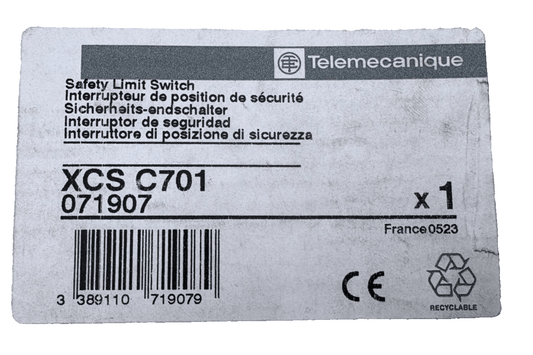 Telemecanique
Safety Limit Switch
Interrupteur de position de sécurité
Sicherheits-endschalter
Interruptor de seguridad
Interruttore di posizione di sicurezza
XCS C701
071907
x 1
France 0523
3 389110 719079
CE
RECYCLABLE